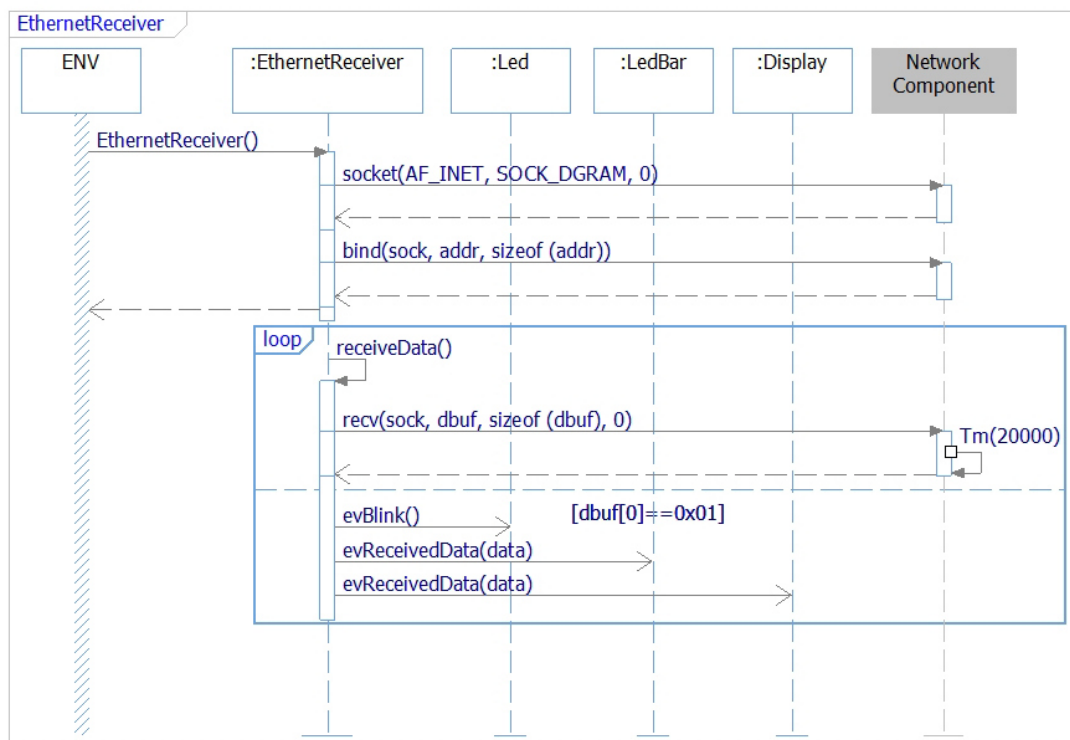 EthernetReceiver
ENV
:EthernetReceiver
:Led
:LedBar
:Display
Network
Component
EthernetReceiver()
socket(AF_INET, SOCK_DGRAM, 0)
bind(sock, addr, sizeof (addr))
loop
receiveData()
recv(sock, dbuf, sizeof (dbuf), 0)
Tm(20000)
evBlink()
[dbuf[0]==0x01]
evReceivedData(data)
evReceivedData(data)